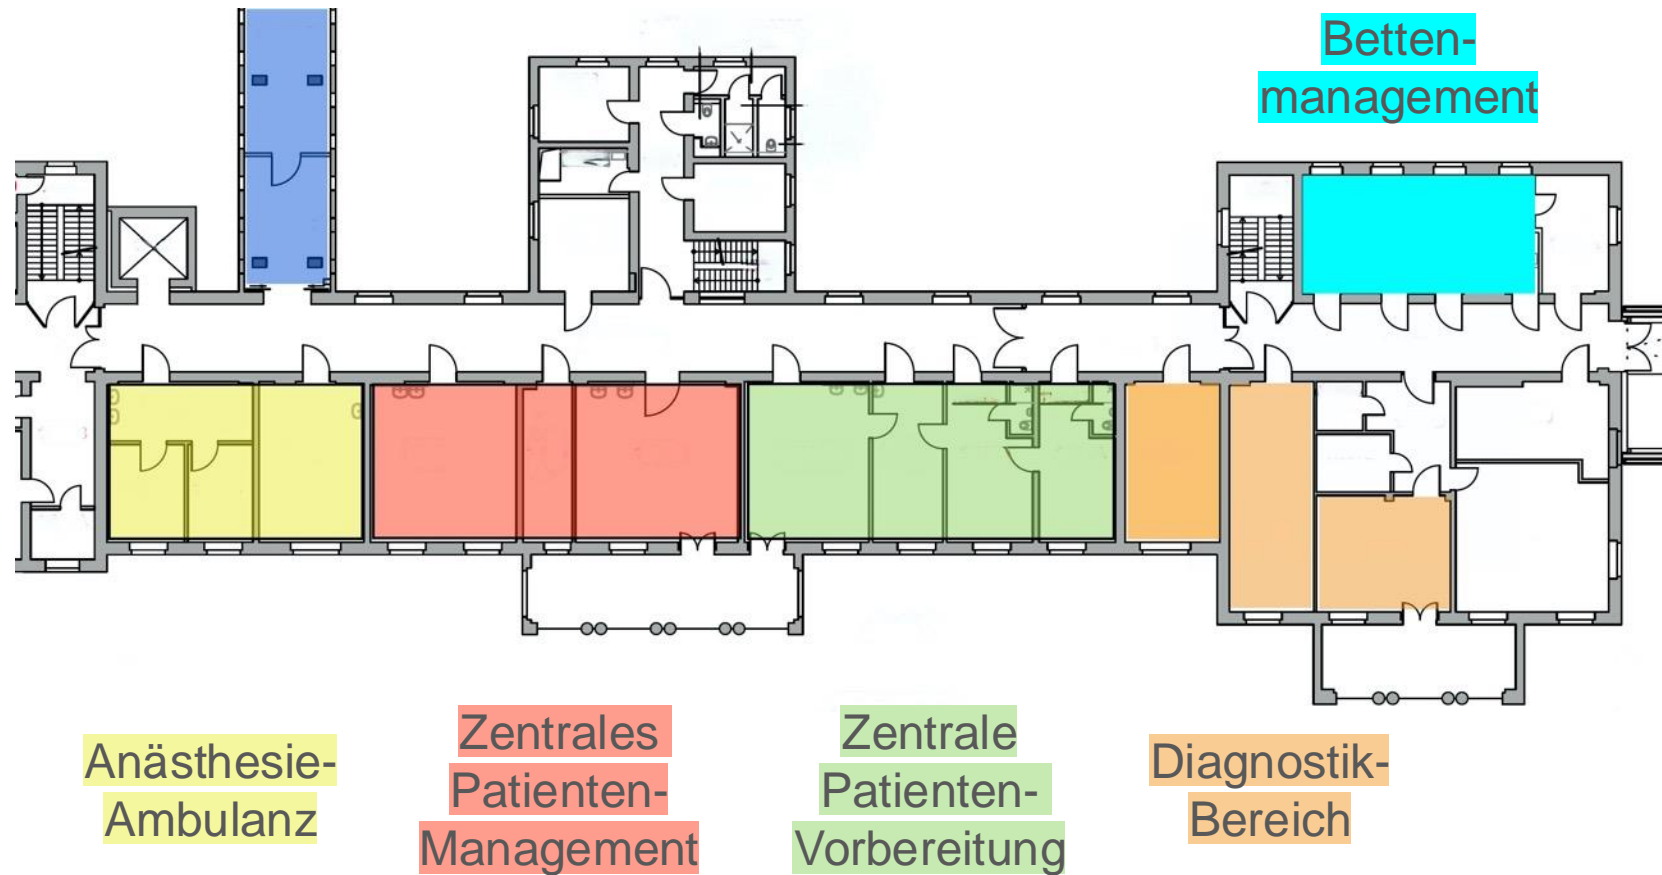 Betten-
management
Anästhesie-
Ambulanz
Zentrales
Patienten-
Management
Zentrale
Patienten-
Vorbereitung
Diagnostik-
Bereich